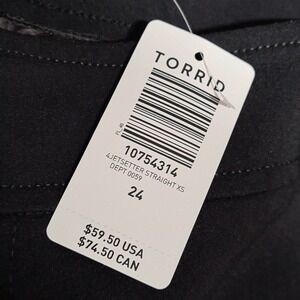 TORRID
10754314
4JETSETTER STRAIGHT XS
DEPT 0059
24
$59.50 USA
$74.50 CAN